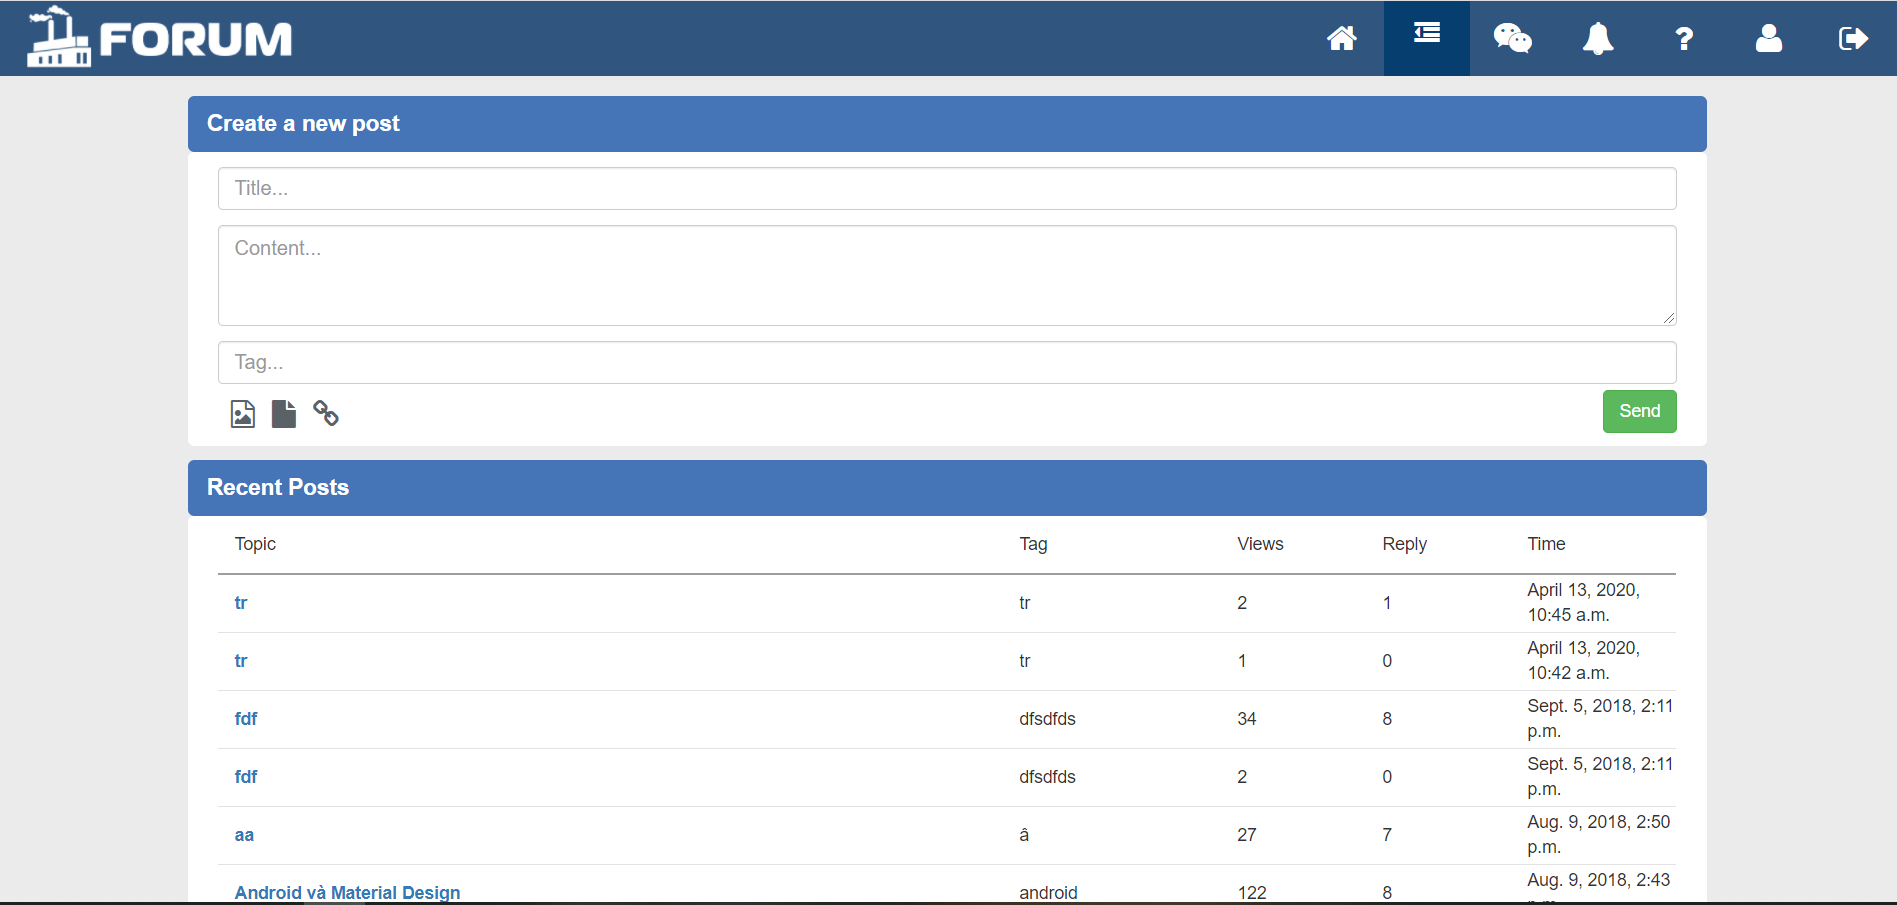 FORUM
Create a new post
Title...
Content...
Tag...
Send
Recent Posts
Topic Tag Views Reply Time
tr tr 2 1 April 13, 2020, 10:45 a.m.
tr tr 1 0 April 13, 2020, 10:42 a.m.
fdf dfsdfds 34 8 Sept. 5, 2018, 2:11 p.m.
fdf dfsdfds 2 0 Sept. 5, 2018, 2:11 p.m.
aa â 27 7 Aug. 9, 2018, 2:50 p.m.
Android và Material Design android 122 8 Aug. 9, 2018, 2:43